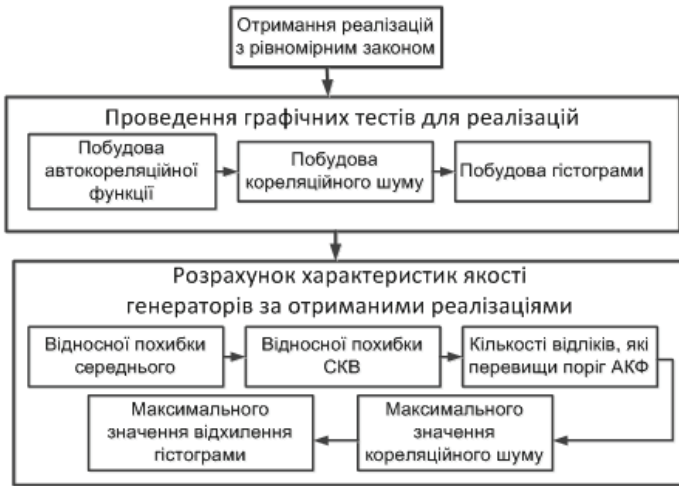 Отримання реалізацій
з рівномірним законом
Проведення графічних тестів для реалізацій
Побудова
автокореляційної
функції
Побудова
кореляційного шуму
Побудова гістограми
Розрахунок характеристик якості
генераторів за отриманими реалізаціями
Відносної похибки
середнього
Відносної похибки
СКВ
Кількості відліків, які
перевищи поріг АКФ
Максимального
значення
кореляційного шуму
Максимального
значення відхилення
гістограми